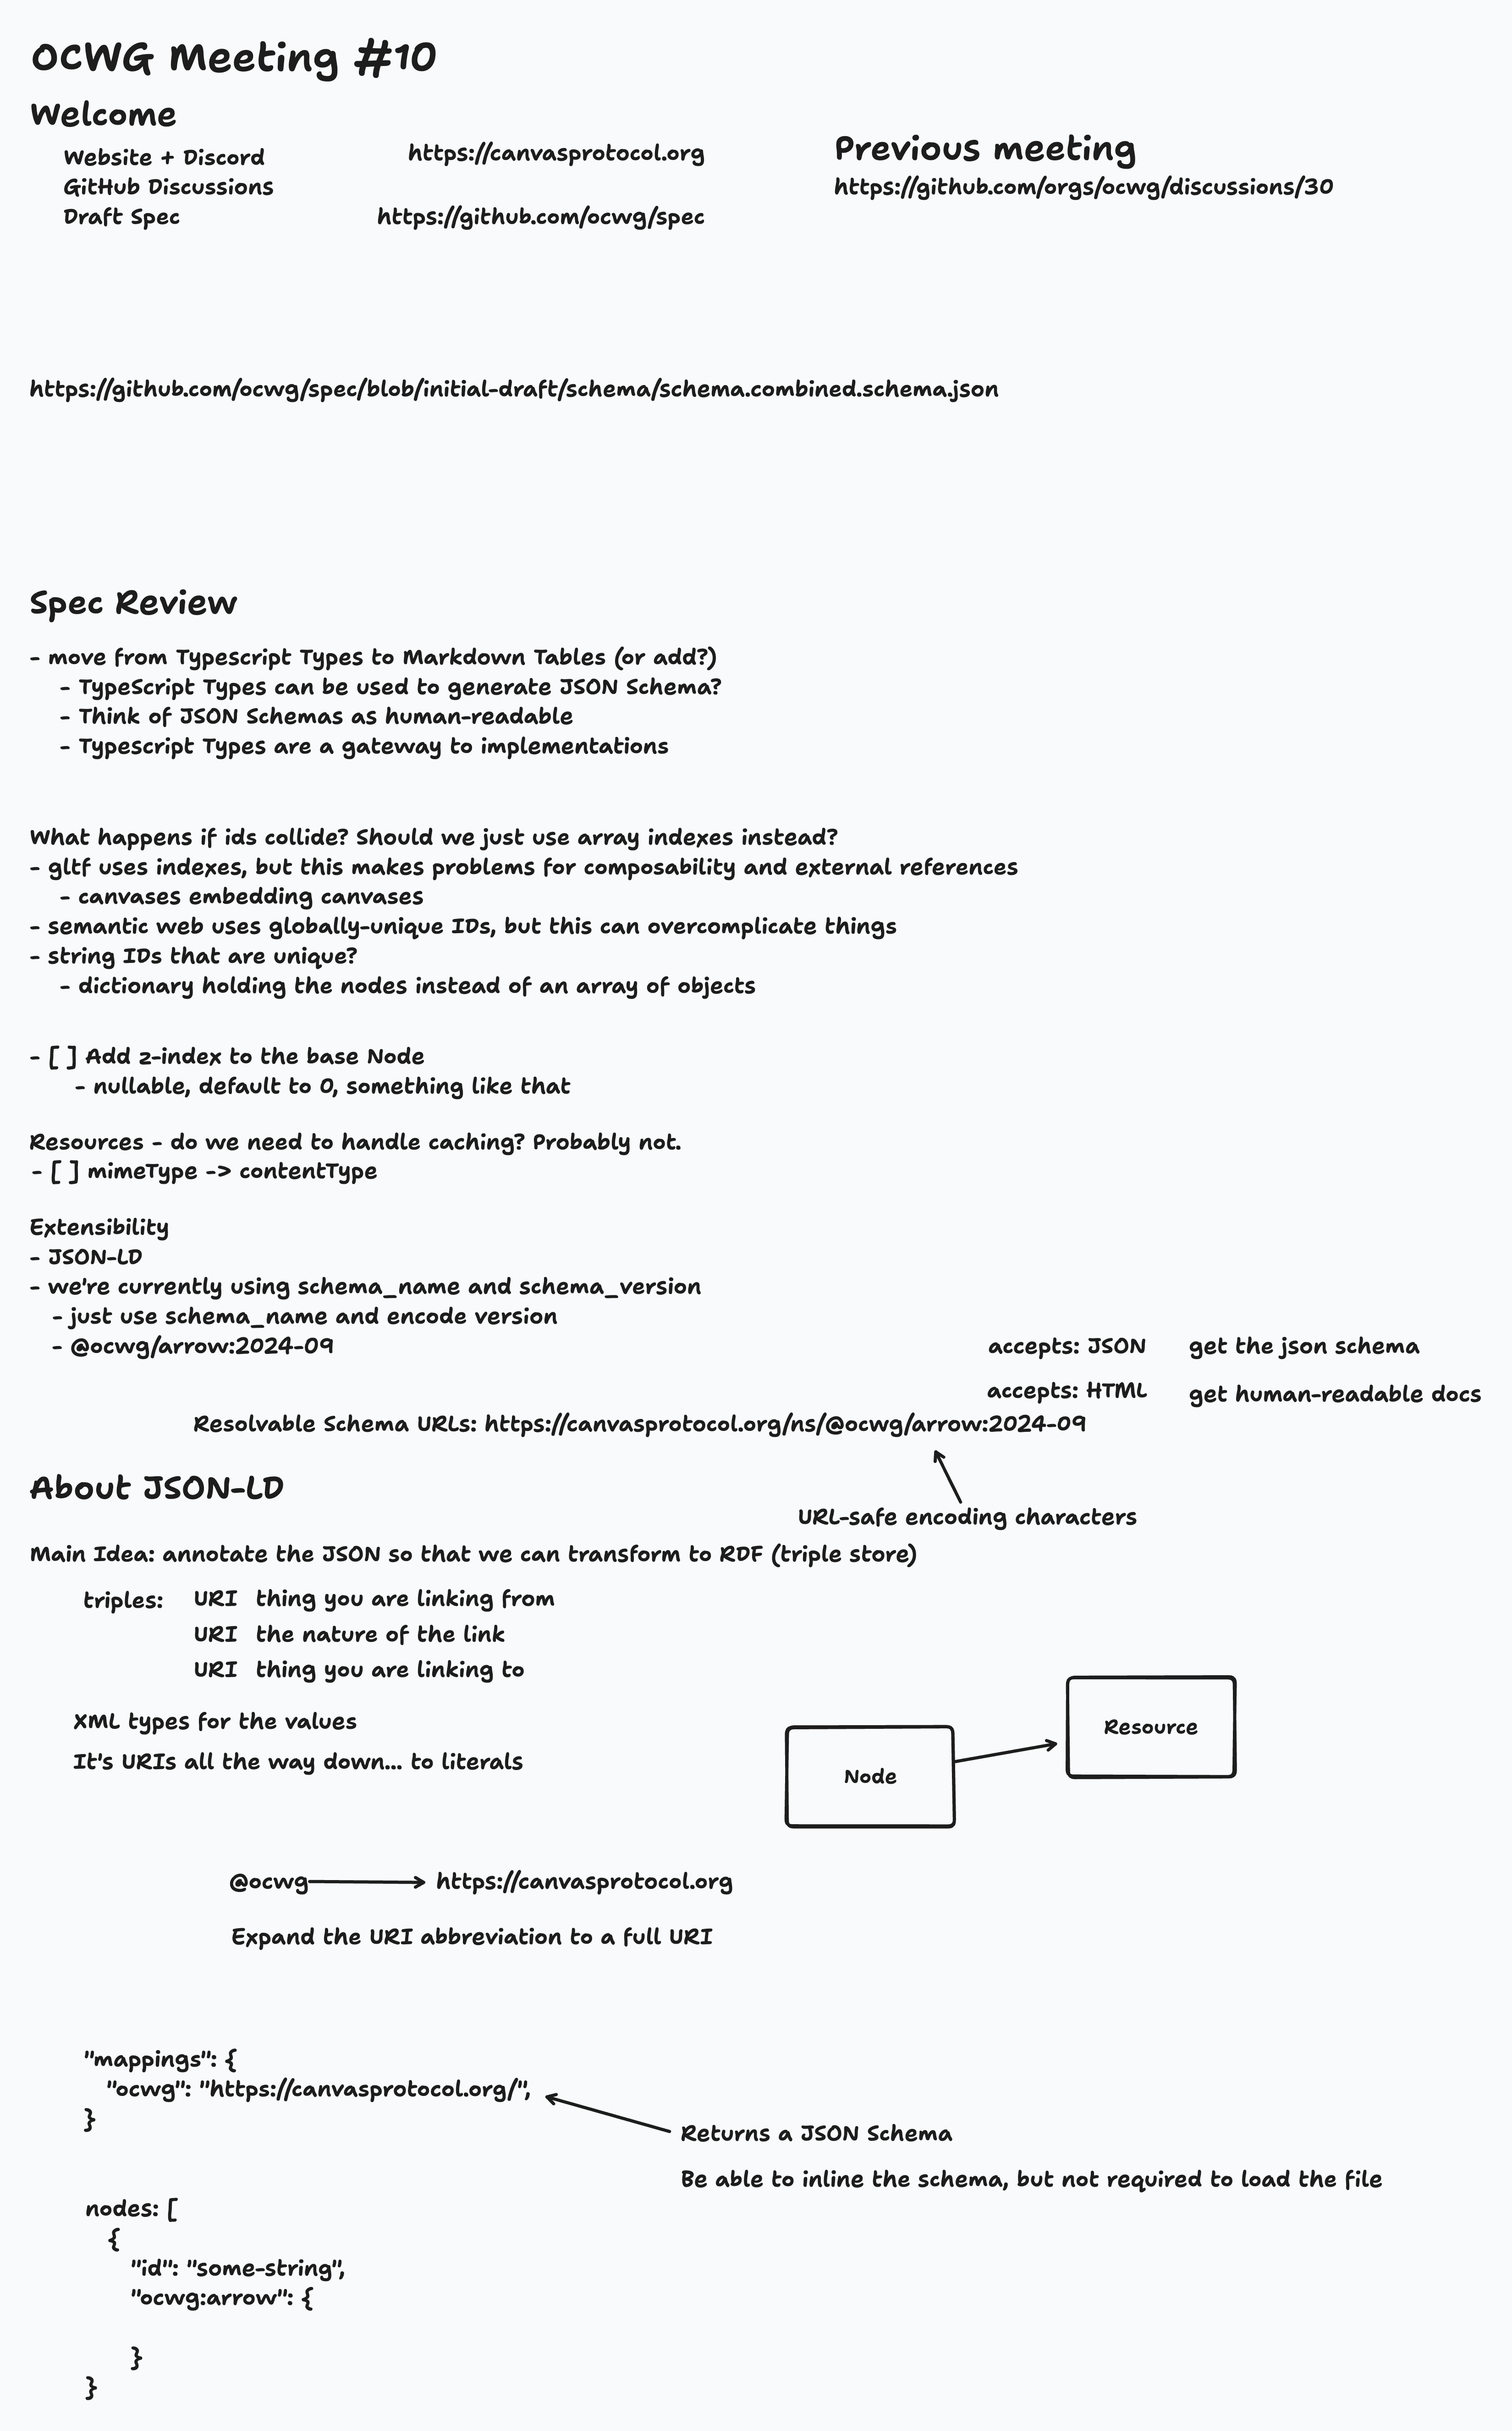 OCWG Meeting #10
Welcome
Website + Discord
https://canvasprotocol.org
GitHub Discussions
Draft Spec
https://github.com/ocwg/spec
Previous meeting
https://github.com/orgs/ocwg/discussions/30
https://github.com/ocwg/spec/blob/initial-draft/schema/schema.combined.schema.json
Spec Review
- move from Typescript Types to Markdown Tables (or add?)
- TypeScript Types can be used to generate JSON Schema?
- Think of JSON Schemas as human-readable
- Typescript Types are a gateway to implementations
What happens if ids collide? Should we just use array indexes instead?
- gltf uses indexes, but this makes problems for composability and external references
- canvases embedding canvases
- semantic web uses globally-unique IDs, but this can overcomplicate things
- string IDs that are unique?
- dictionary holding the nodes instead of an array of objects
- [ ] Add z-index to the base Node
- nullable, default to 0, something like that
Resources - do we need to handle caching? Probably not.
- [ ] mimeType -> contentType
Extensibility
- JSON-LD
- we're currently using schema_name and schema_version
- just use schema_name and encode version
- @ocwg/arrow:2024-09
accepts: JSON get the json schema
accepts: HTML get human-readable docs
Resolvable Schema URLs: https://canvasprotocol.org/ns/@ocwg/arrow:2024-09
URL-safe encoding characters
About JSON-LD
Main Idea: annotate the JSON so that we can transform to RDF (triple store)
triples: URI thing you are linking from
URI the nature of the link
URI thing you are linking to
XML types for the values
It's URIs all the way down... to literals
Node
Resource
@ocwg https://canvasprotocol.org
Expand the URI abbreviation to a full URI
"mappings": {
"ocwg": "https://canvasprotocol.org/",
}
Returns a JSON Schema
Be able to inline the schema, but not required to load the file
nodes: [
{
"id": "some-string",
"ocwg:arrow": {
}
}